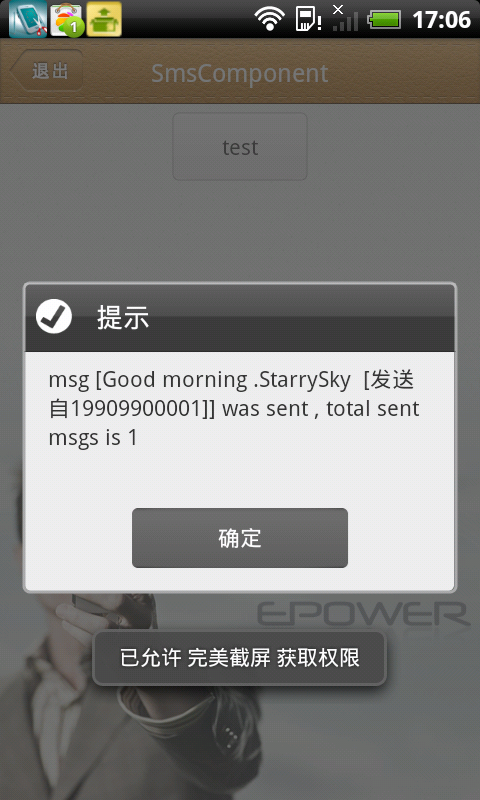 1
17:06
退出
SmsComponent
test
提示
msg [Good morning .StarrySky  [发送
自19909900001]] was sent , total sent
msgs is 1
确定
EPOWER
已允许 完美截屏 获取权限